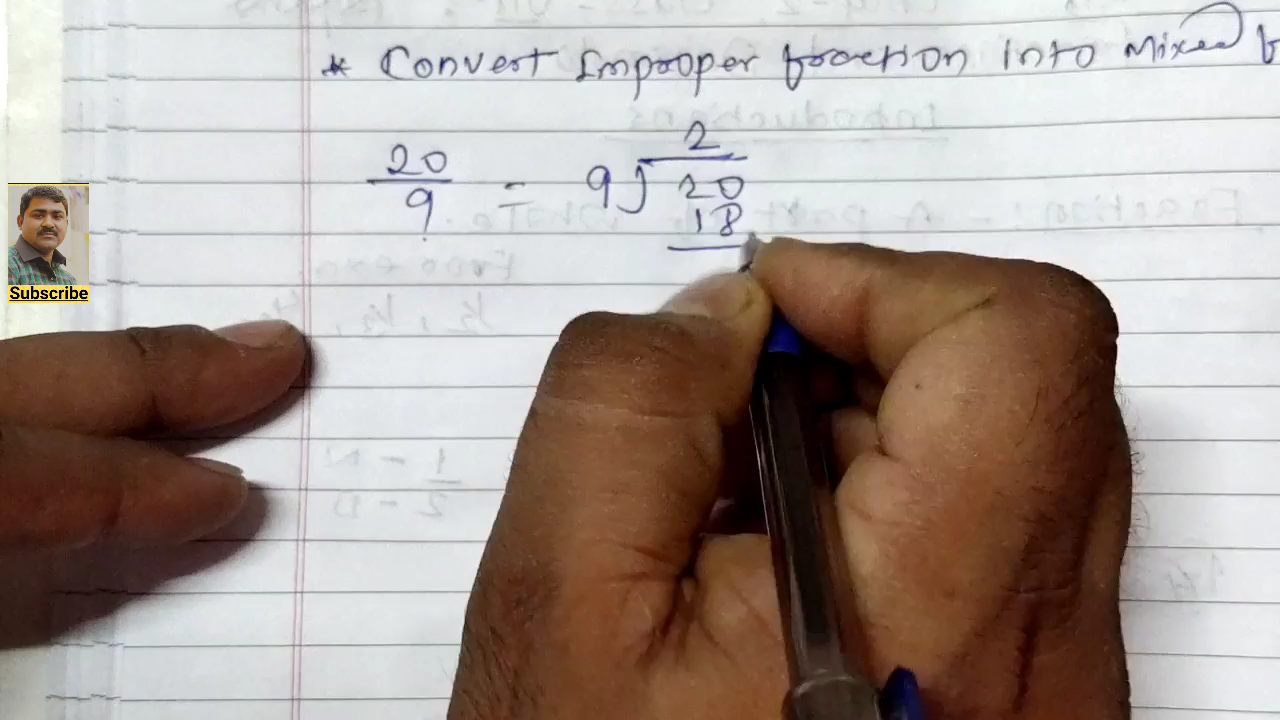 * Convert Improper fraction Into Mixed
2
20/9 = 9) 20
18
Subscribe